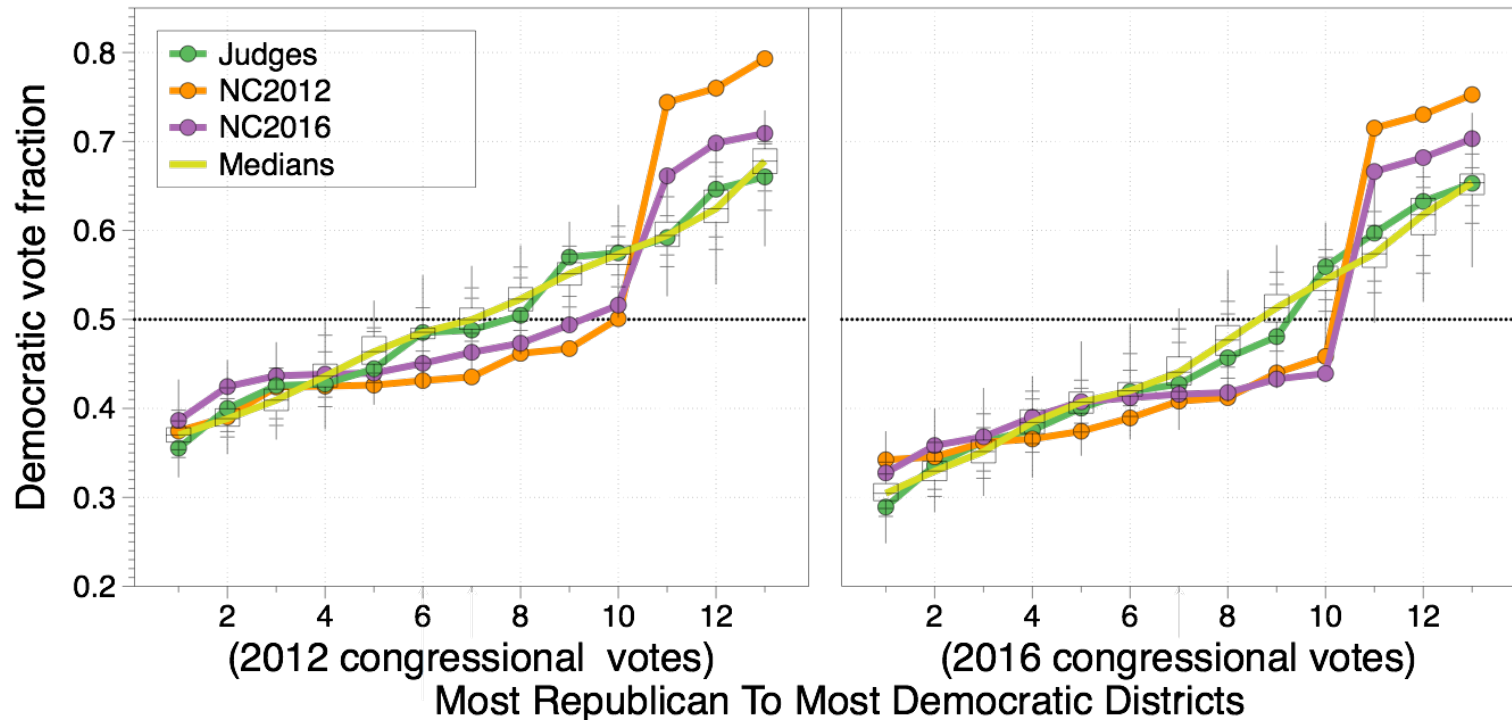 Democratic vote fraction
0.8
0.7
0.6
0.5
0.4
0.3
0.2
Judges
NC2012
NC2016
Medians
2 4 6 8 10 12
2 4 6 8 10 12
(2012 congressional votes)
(2016 congressional votes)
Most Republican To Most Democratic Districts